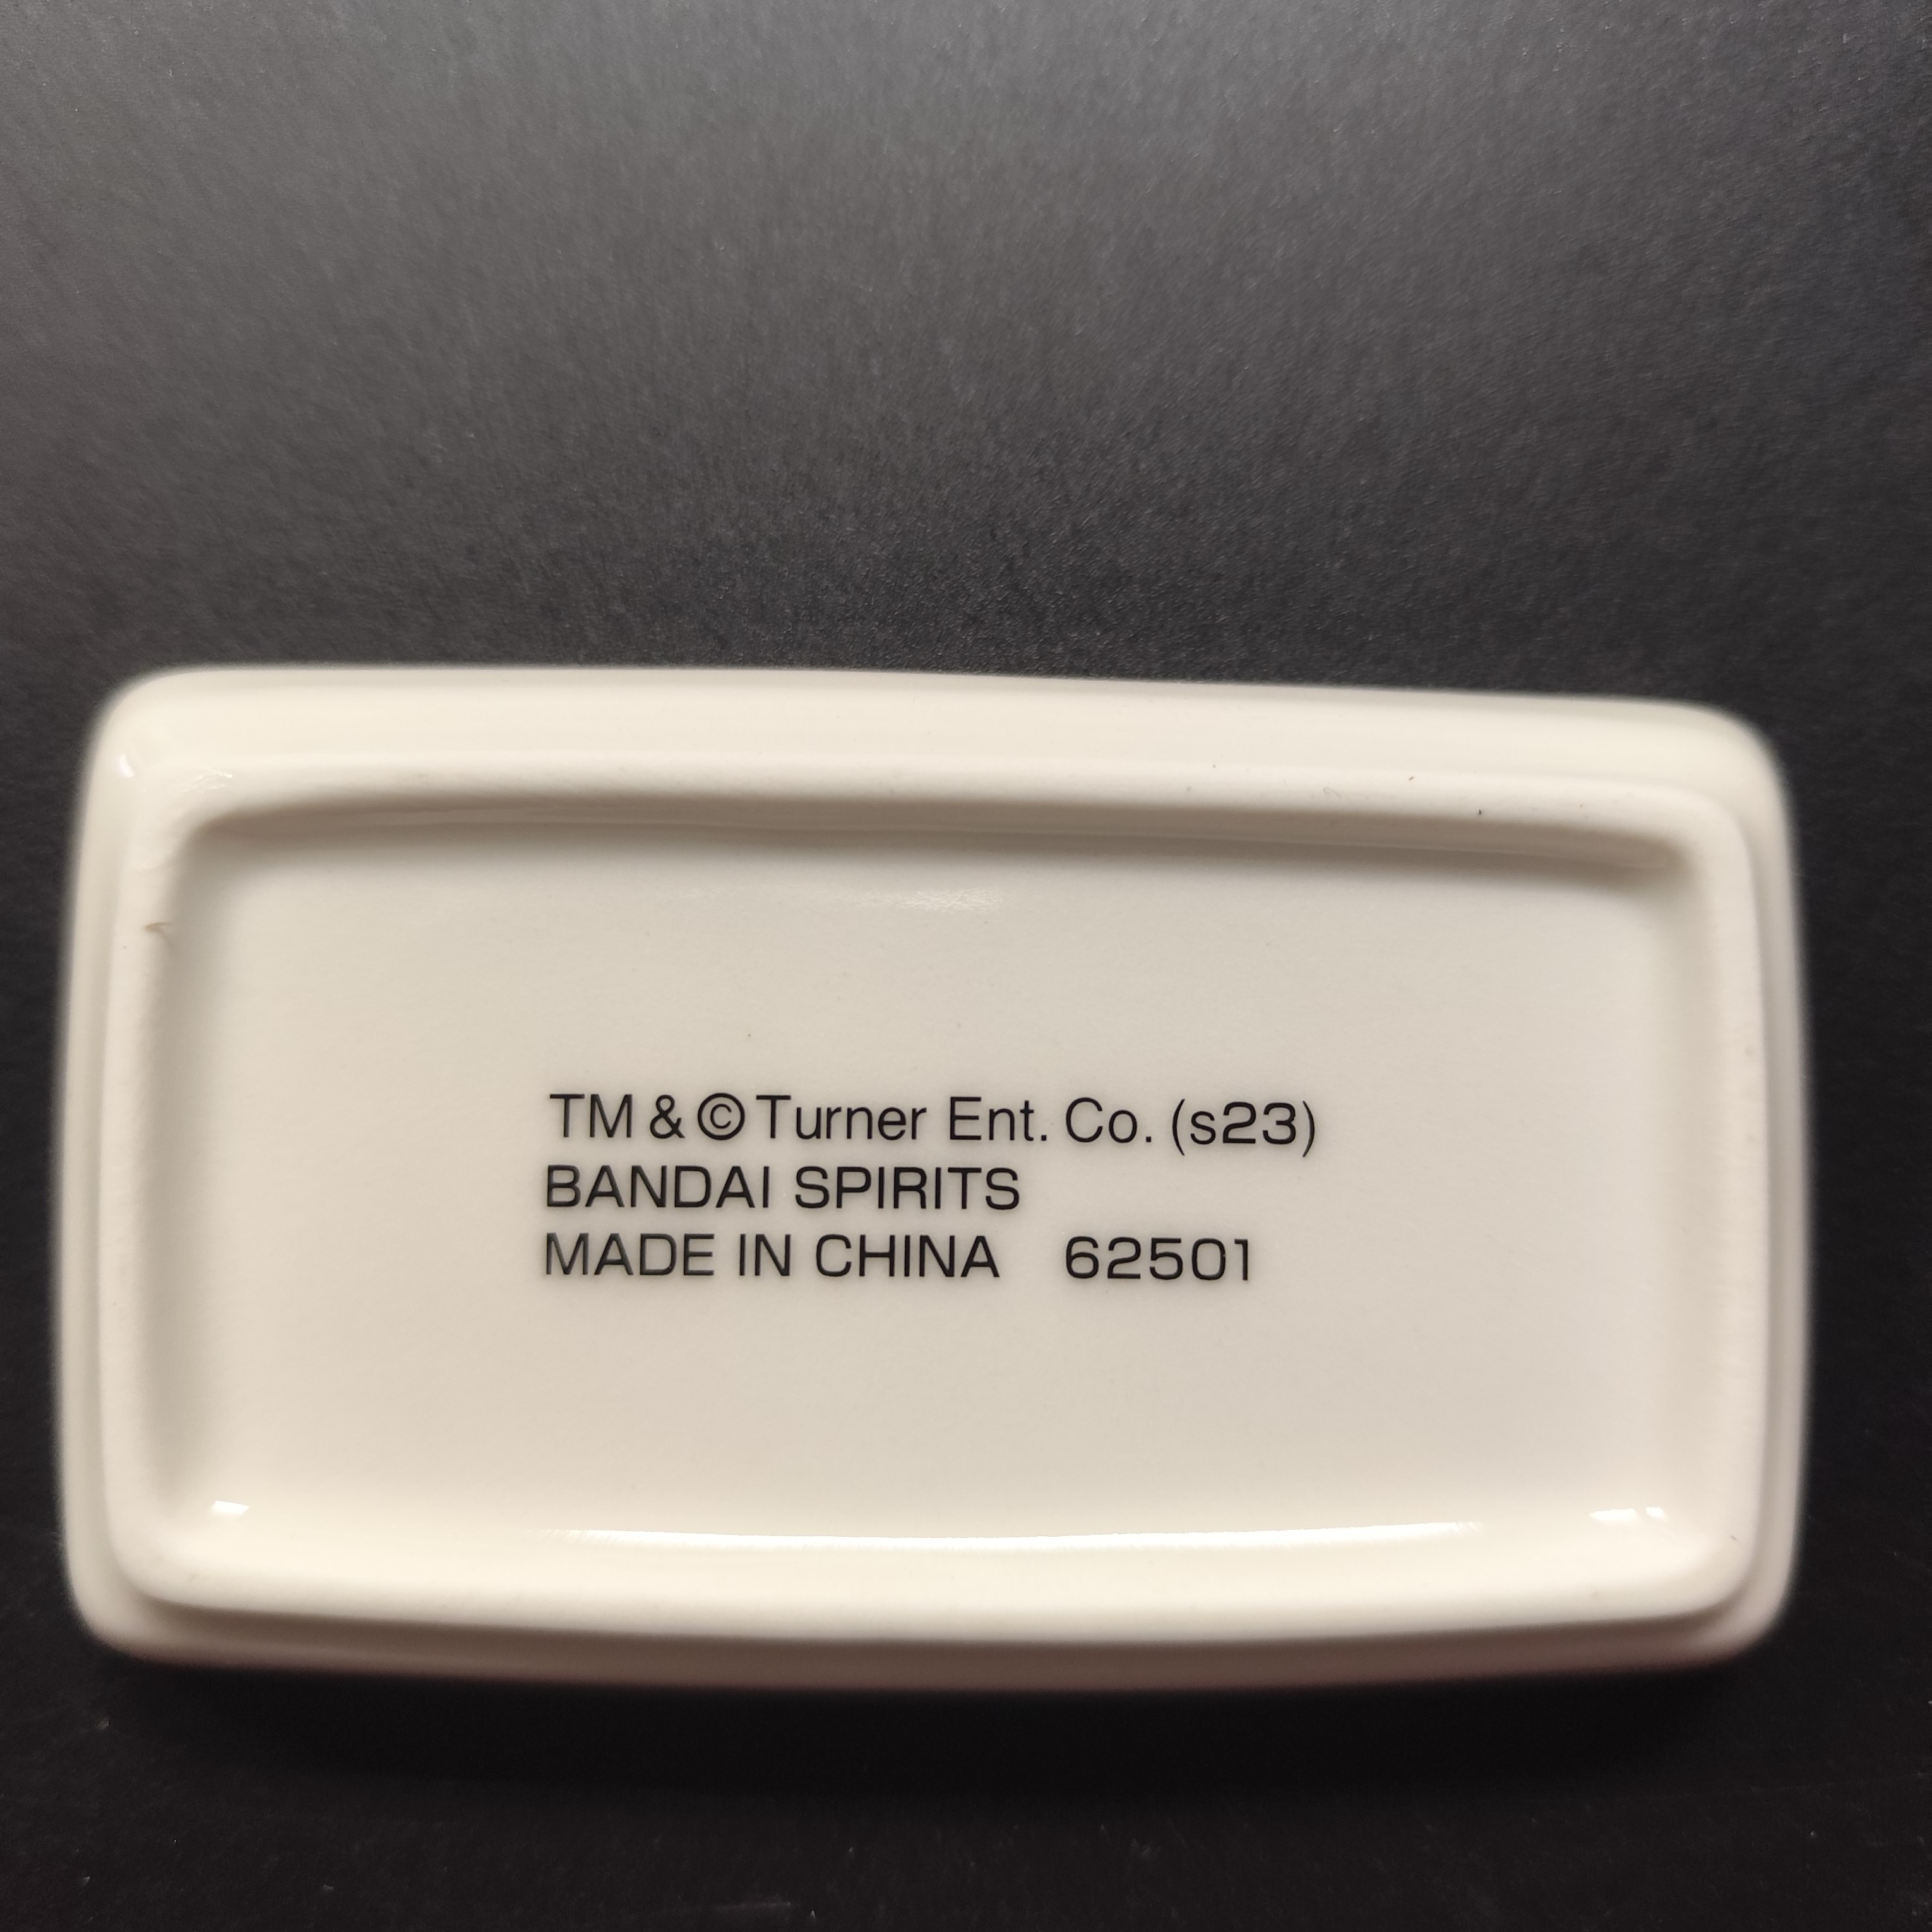 TM & © Turner Ent. Co. (s23)
BANDAI SPIRITS
MADE IN CHINA 62501